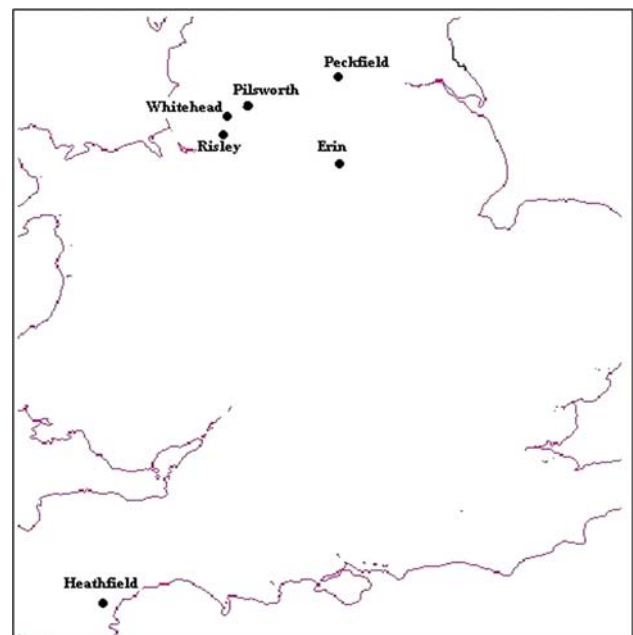 Peckfield
Pilsworth
Whitehead
Risley
Erin
Heathfield